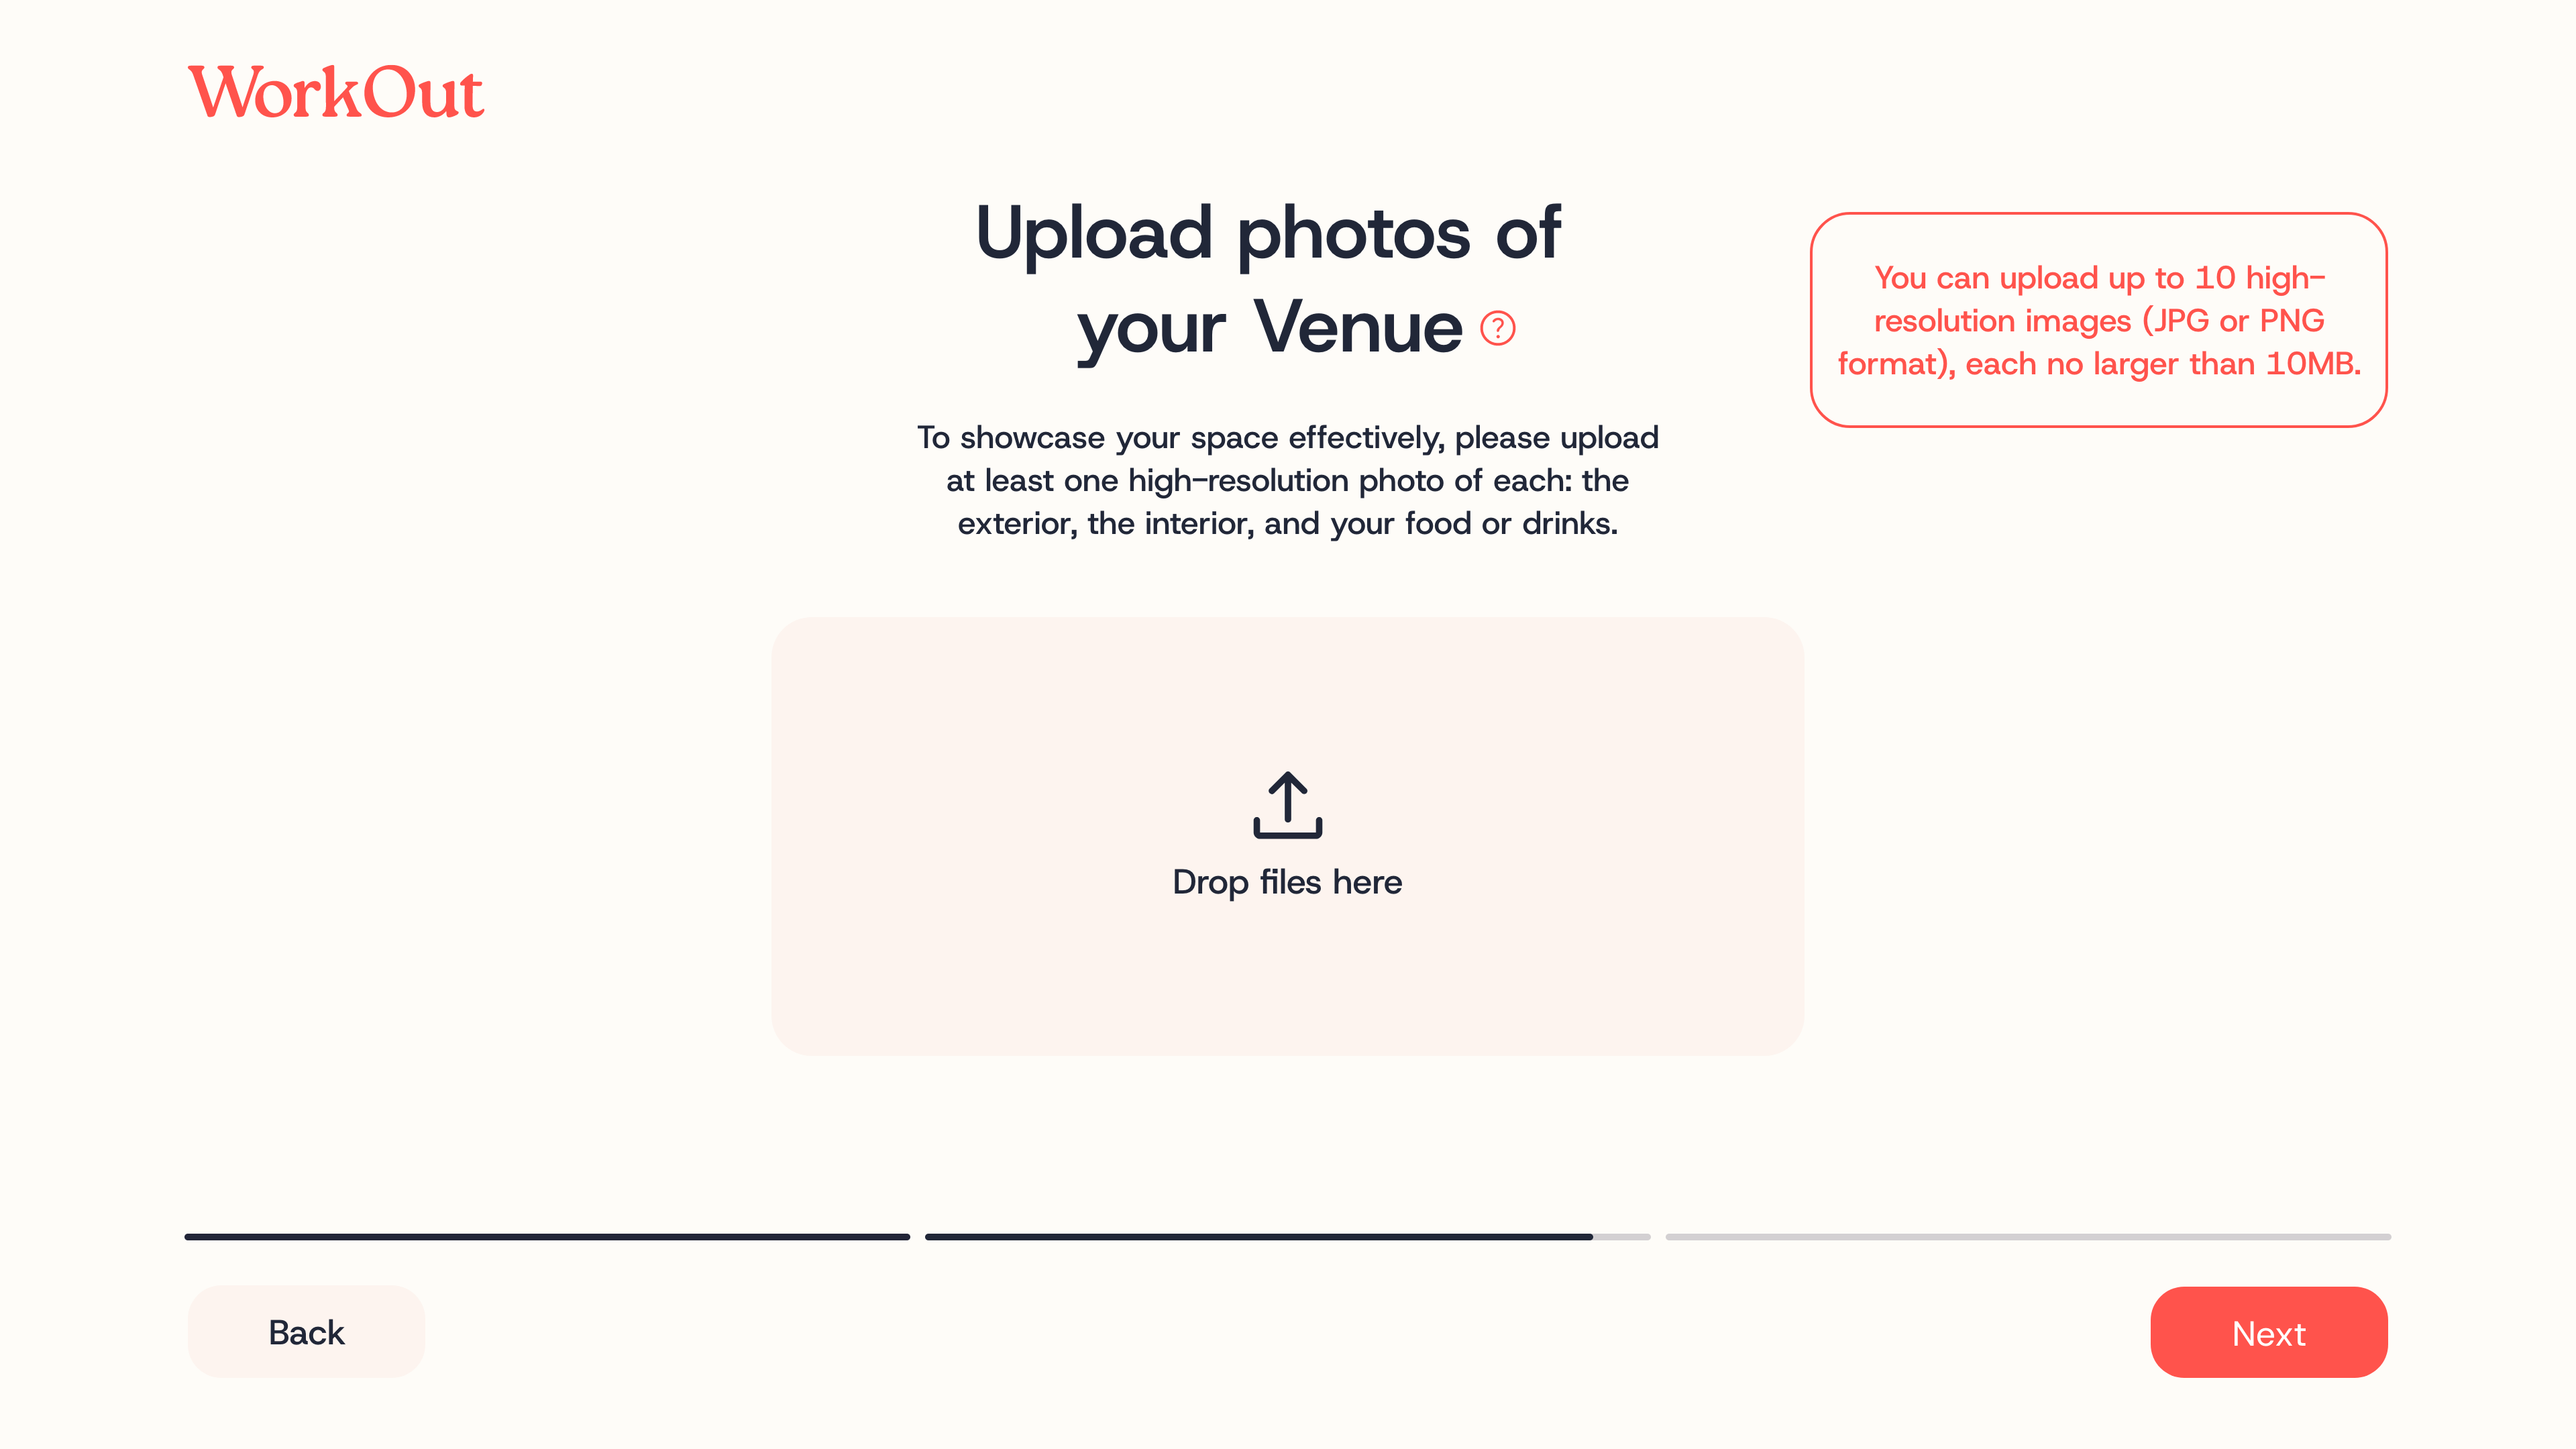 WorkOut
Upload photos of
your Venue ?
You can upload up to 10 high-
resolution images (JPG or PNG
format), each no larger than 10MB.
To showcase your space effectively, please upload
at least one high-resolution photo of each: the
exterior, the interior, and your food or drinks.
Drop files here
Back
Next